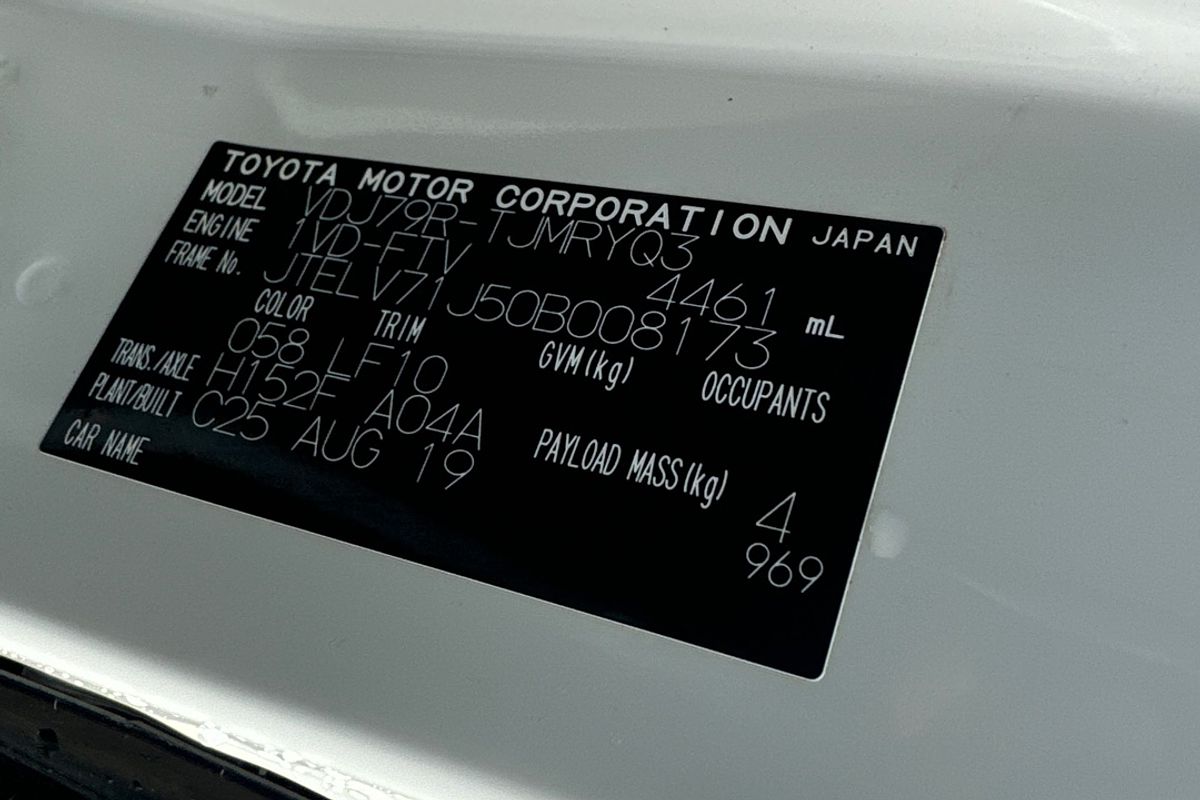 TOYOTA MOTOR CORPORATION JAPAN
MODEL VDJ79R-TJMRYQ3
ENGINE 1VD-FTV 4461 mL
FRAME No. JTELV71J50B008173
COLOR TRIM GVM(kg) OCCUPANTS
058 LF10
TRANS./AXLE H152F A04A
PLANT/BUILT C25 AUG 19 PAYLOAD MASS(kg) 4
CAR NAME 969